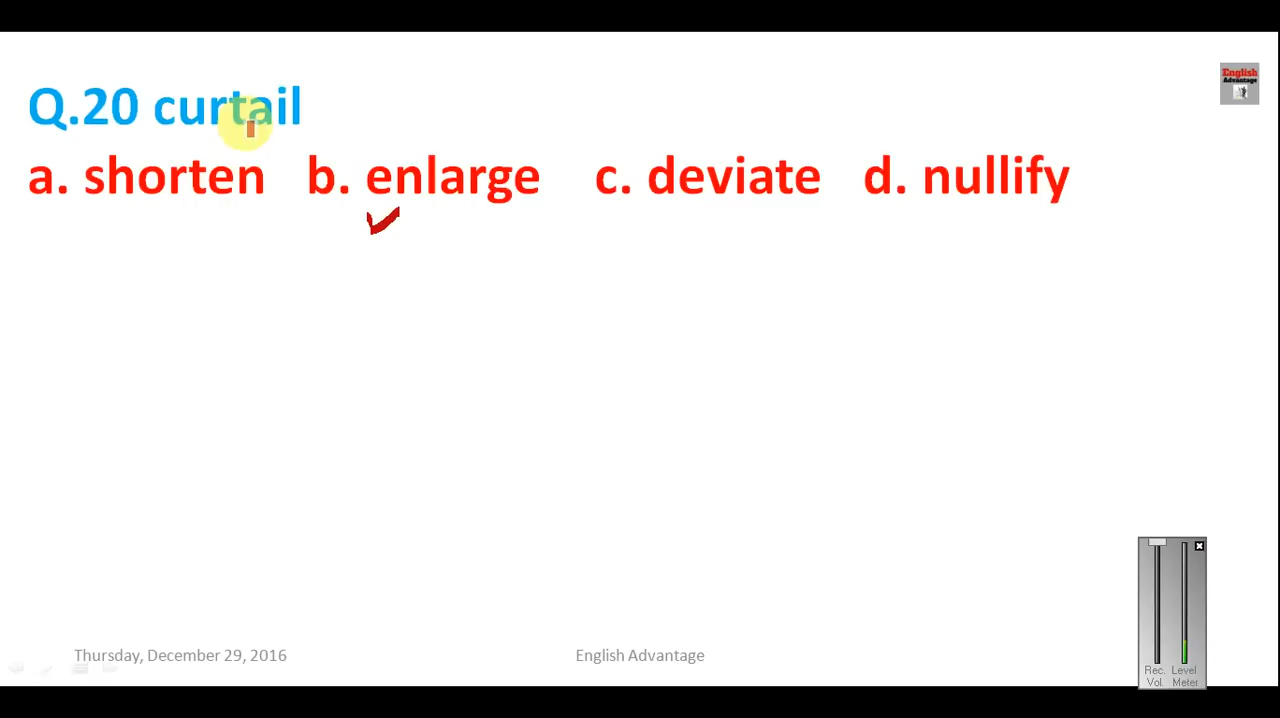 English
Advantage
Q.20 curtail
a. shorten b. enlarge c. deviate d. nullify
Thursday, December 29, 2016 English Advantage
Rec. Level
Vol. Meter